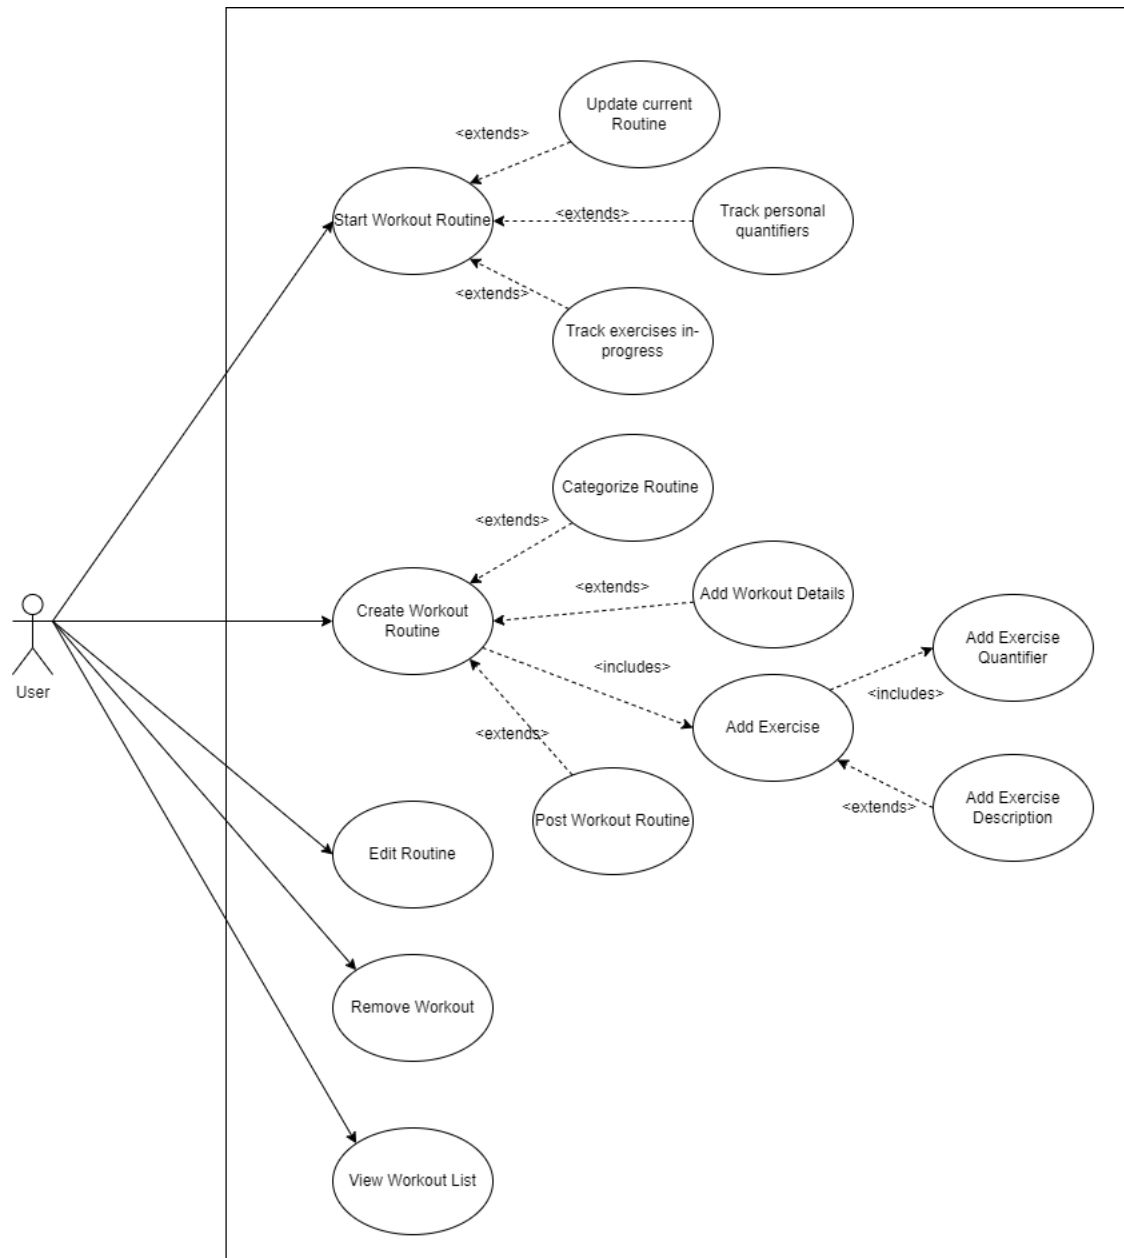 Update current
Routine
<extends>
Start Workout Routine
<extends>
Track personal
quantifiers
<extends>
Track exercises in-
progress
Categorize Routine
<extends>
<extends>
Add Workout Details
Create Workout
Routine
Add Exercise
Quantifier
<includes>
<includes>
User
Add Exercise
<extends>
Post Workout Routine
<extends>
Add Exercise
Description
Edit Routine
Remove Workout
View Workout List